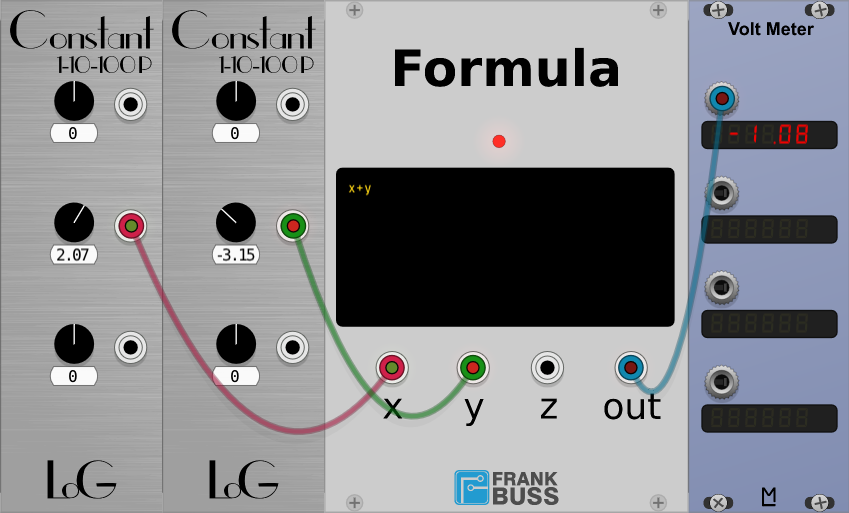 Constant
1-10-100 P
0
2.07
0
LoG
Constant
1-10-100 P
0
-3.15
0
LoG
Formula
x+y
x
y
z
out
FRANK
BUSS
Volt Meter
-1.08